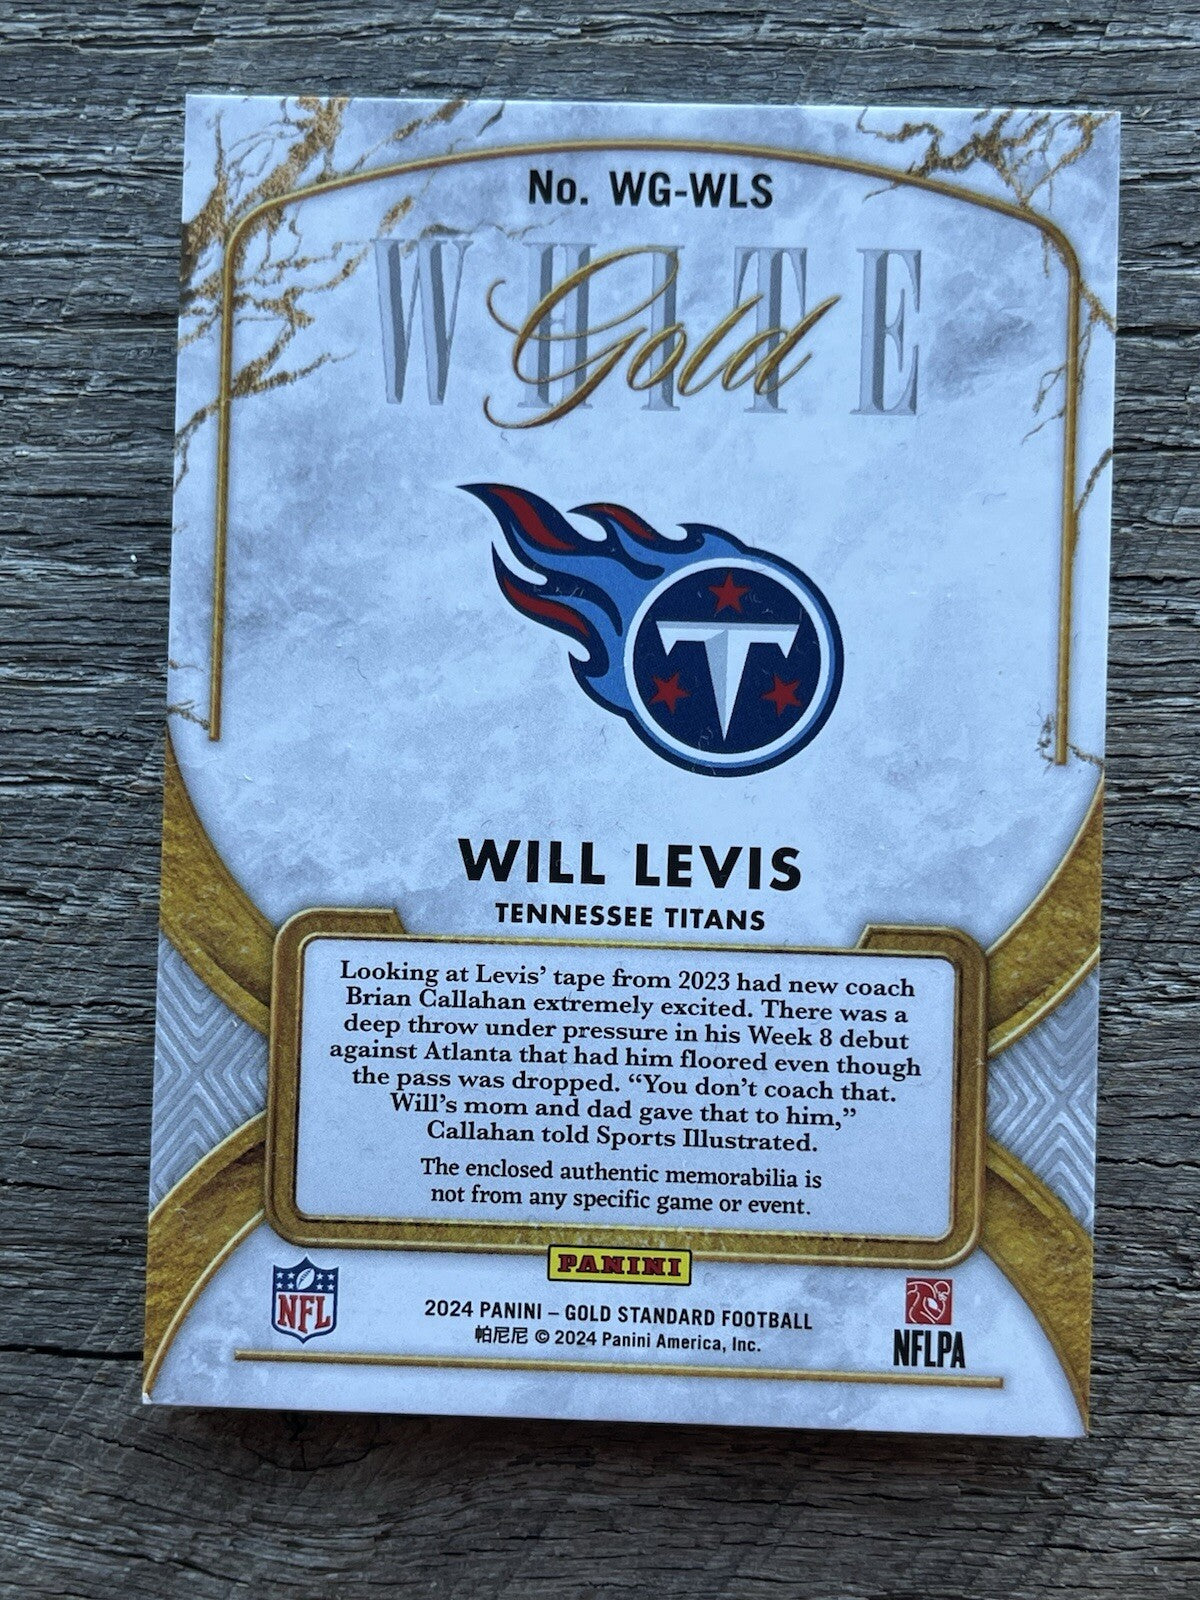 No. WG-WLS
WHITE
Gold
T
WILL LEVIS
TENNESSEE TITANS
Looking at Levis’ tape from 2023 had new coach
Brian Callahan extremely excited. There was a
deep throw under pressure in his Week 8 debut
against Atlanta that had him floored even though
the pass was dropped. “You don’t coach that.
Will’s mom and dad gave that to him,”
Callahan told Sports Illustrated.
The enclosed authentic memorabilia is
not from any specific game or event.
PANINI
NFL
2024 PANINI – GOLD STANDARD FOOTBALL
帕尼尼 © 2024 Panini America, Inc.
NFLPA